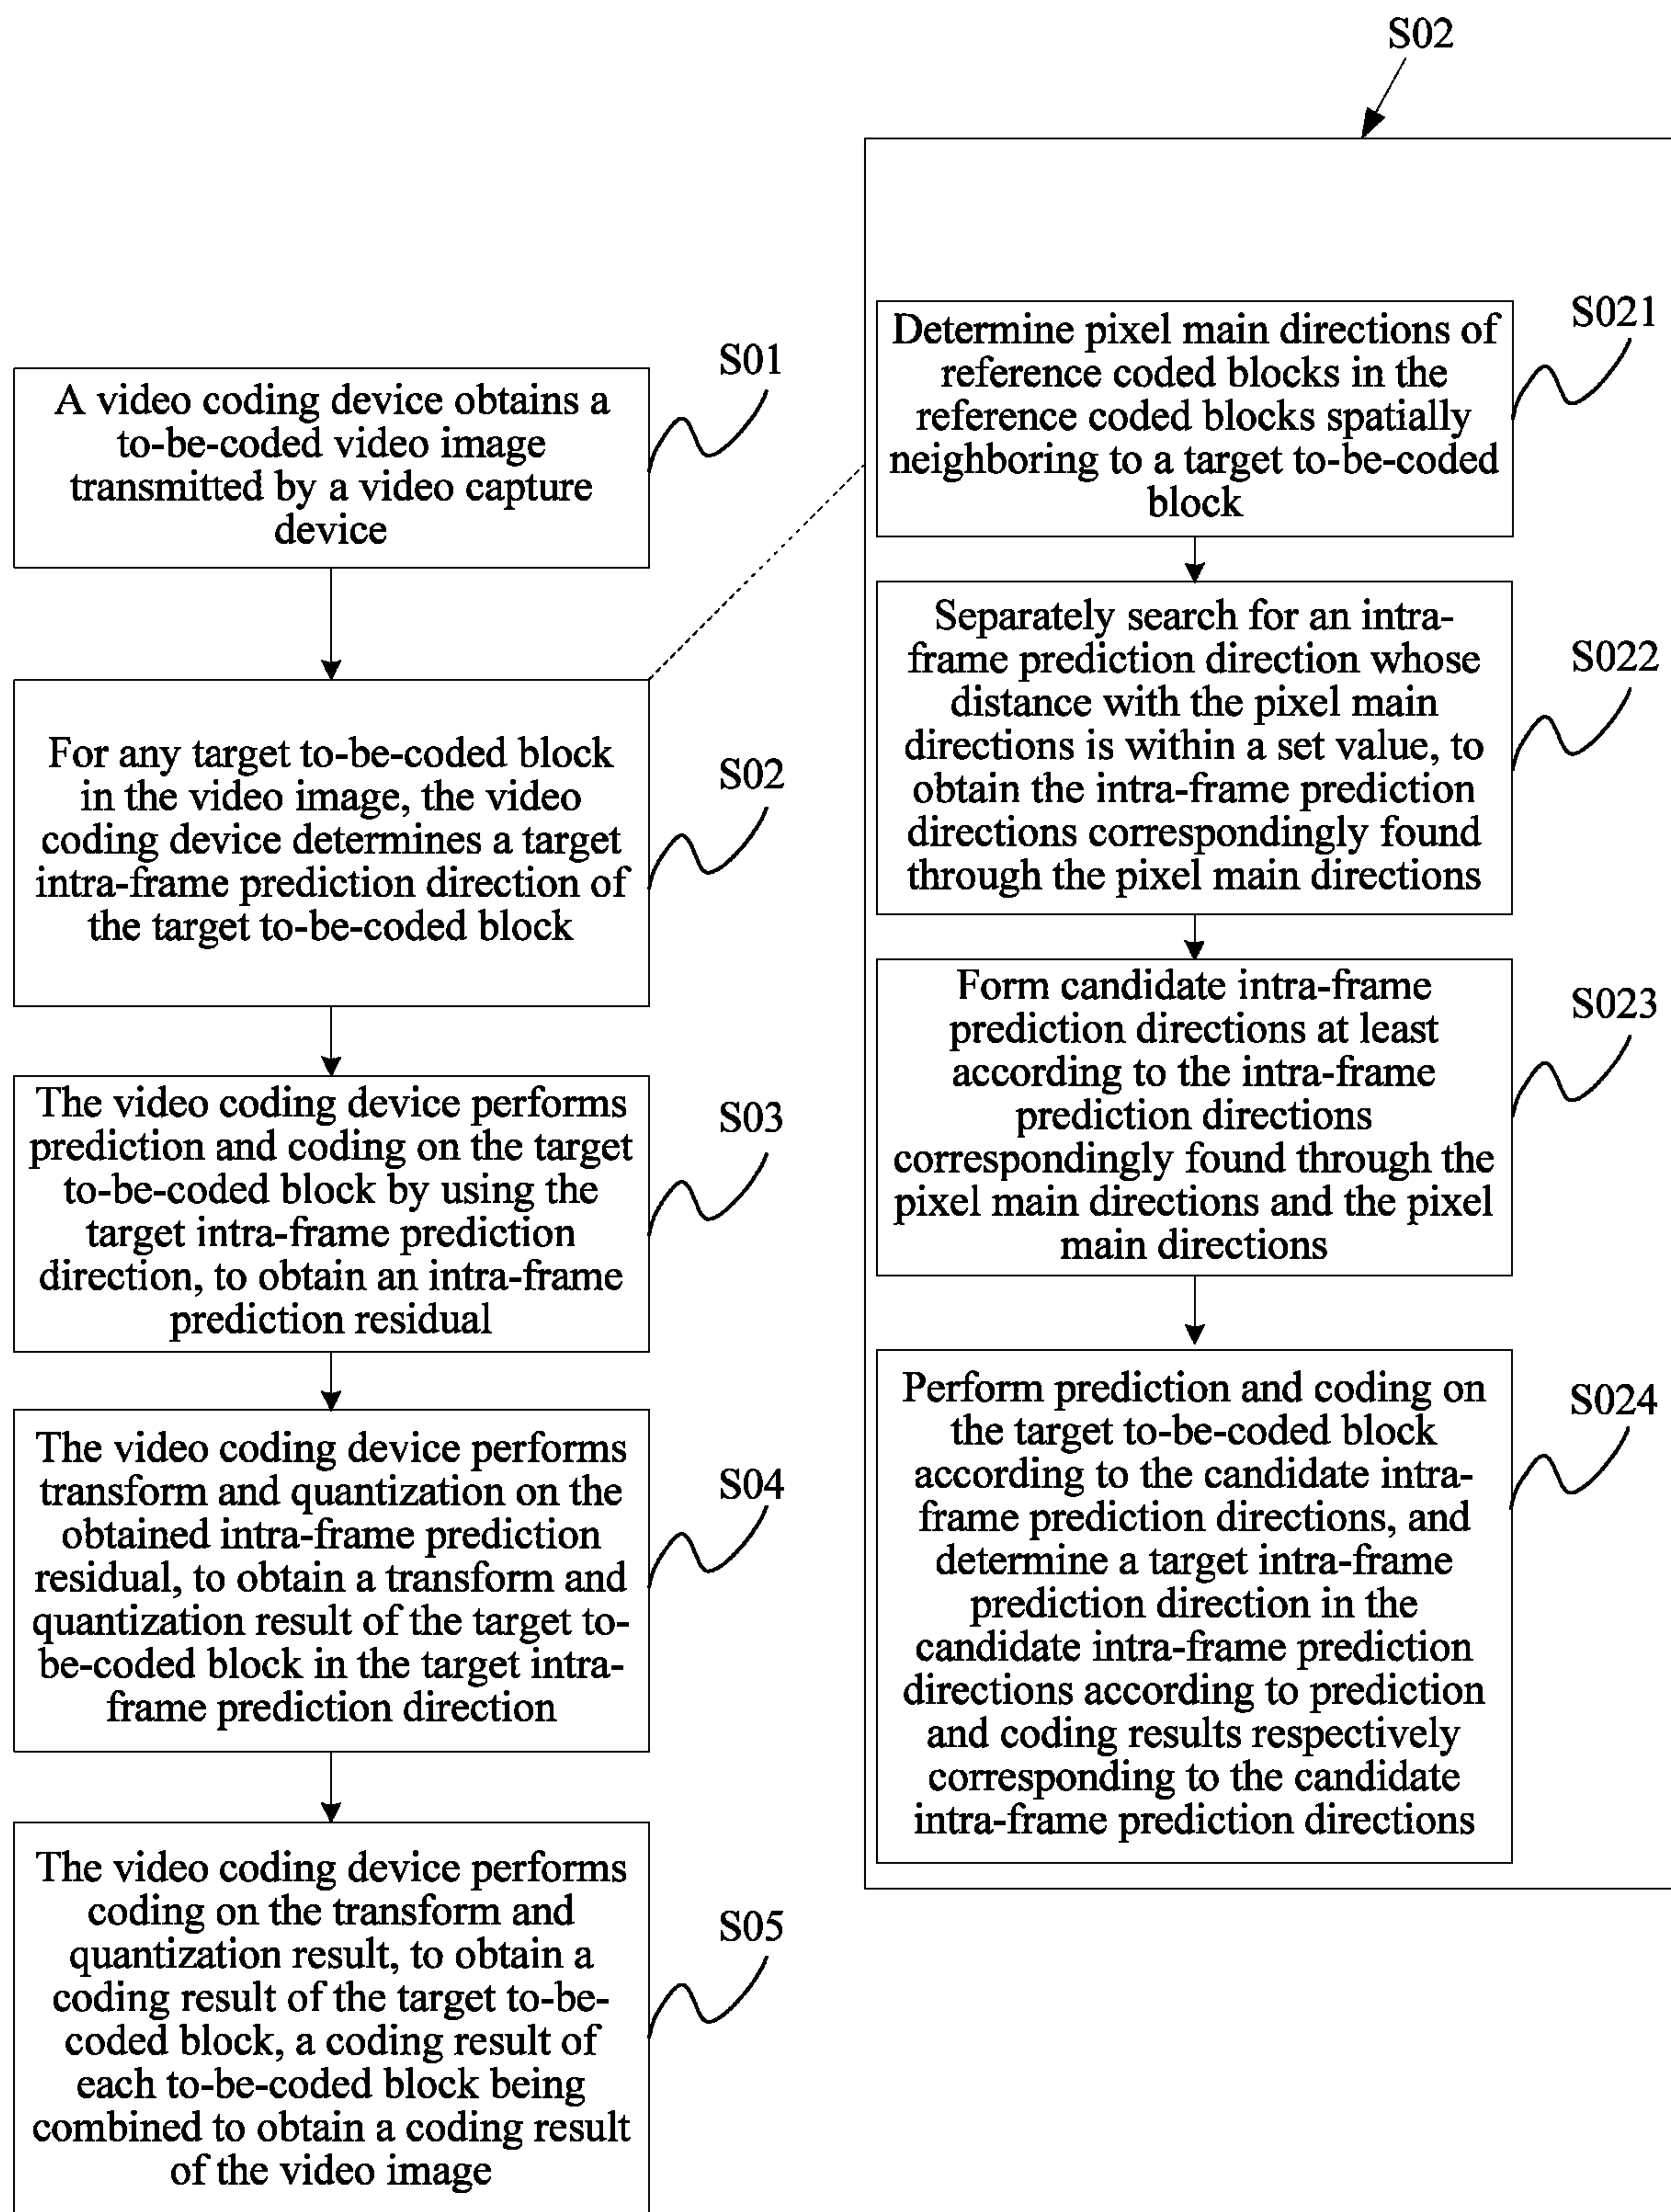 S01
A video coding device obtains a
to-be-coded video image
transmitted by a video capture
device
S02
For any target to-be-coded block
in the video image, the video
coding device determines a target
intra-frame prediction direction of
the target to-be-coded block
S03
The video coding device performs
prediction and coding on the target
to-be-coded block by using the
target intra-frame prediction
direction, to obtain an intra-frame
prediction residual
S04
The video coding device performs
transform and quantization on the
obtained intra-frame prediction
residual, to obtain a transform and
quantization result of the target to-
be-coded block in the target intra-
frame prediction direction
S05
The video coding device performs
coding on the transform and
quantization result, to obtain a
coding result of the target to-be-
coded block, a coding result of
each to-be-coded block being
combined to obtain a coding result
of the video image
S02
S021
Determine pixel main directions of
reference coded blocks in the
reference coded blocks spatially
neighboring to a target to-be-coded
block
S022
Separately search for an intra-
frame prediction direction whose
distance with the pixel main
directions is within a set value, to
obtain the intra-frame prediction
directions correspondingly found
through the pixel main directions
S023
Form candidate intra-frame
prediction directions at least
according to the intra-frame
prediction directions
correspondingly found through the
pixel main directions and the pixel
main directions
S024
Perform prediction and coding on
the target to-be-coded block
according to the candidate intra-
frame prediction directions, and
determine a target intra-frame
prediction direction in the
candidate intra-frame prediction
directions according to prediction
and coding results respectively
corresponding to the candidate
intra-frame prediction directions